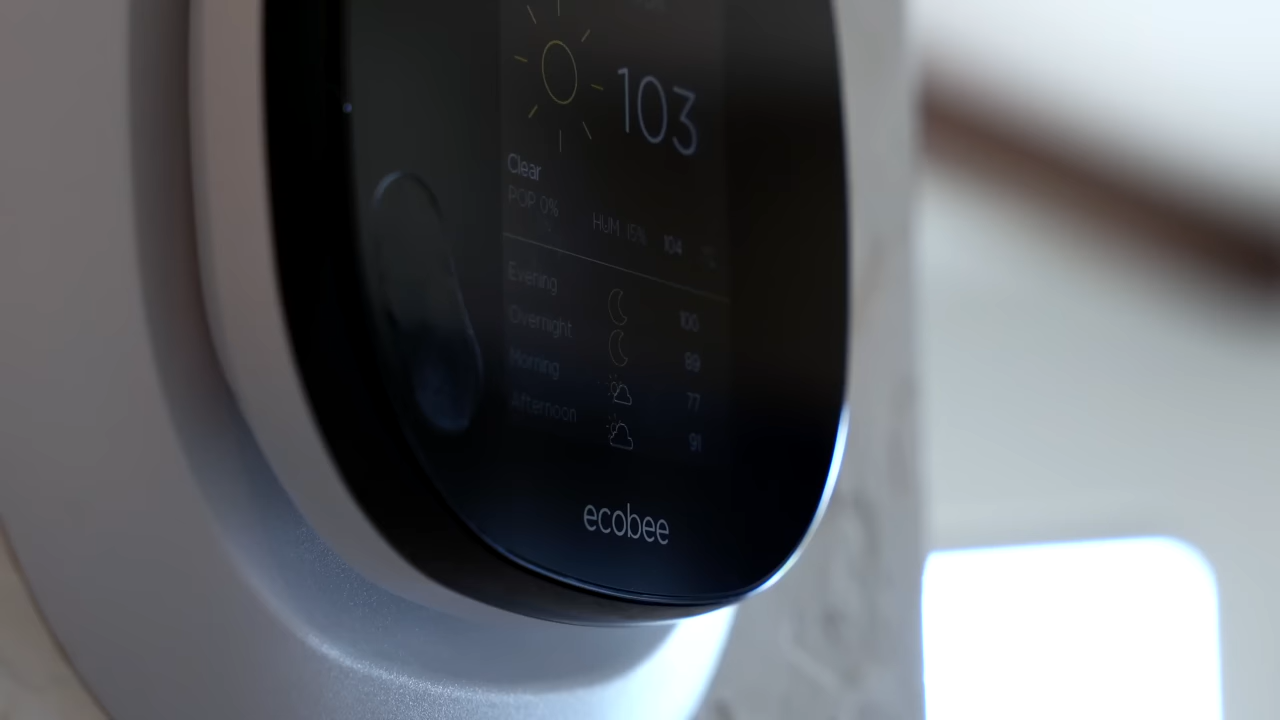 103
Clear
POP 0%
HUM 15% 104
Evening 100
Overnight 89
Morning 77
Afternoon 91
ecobee